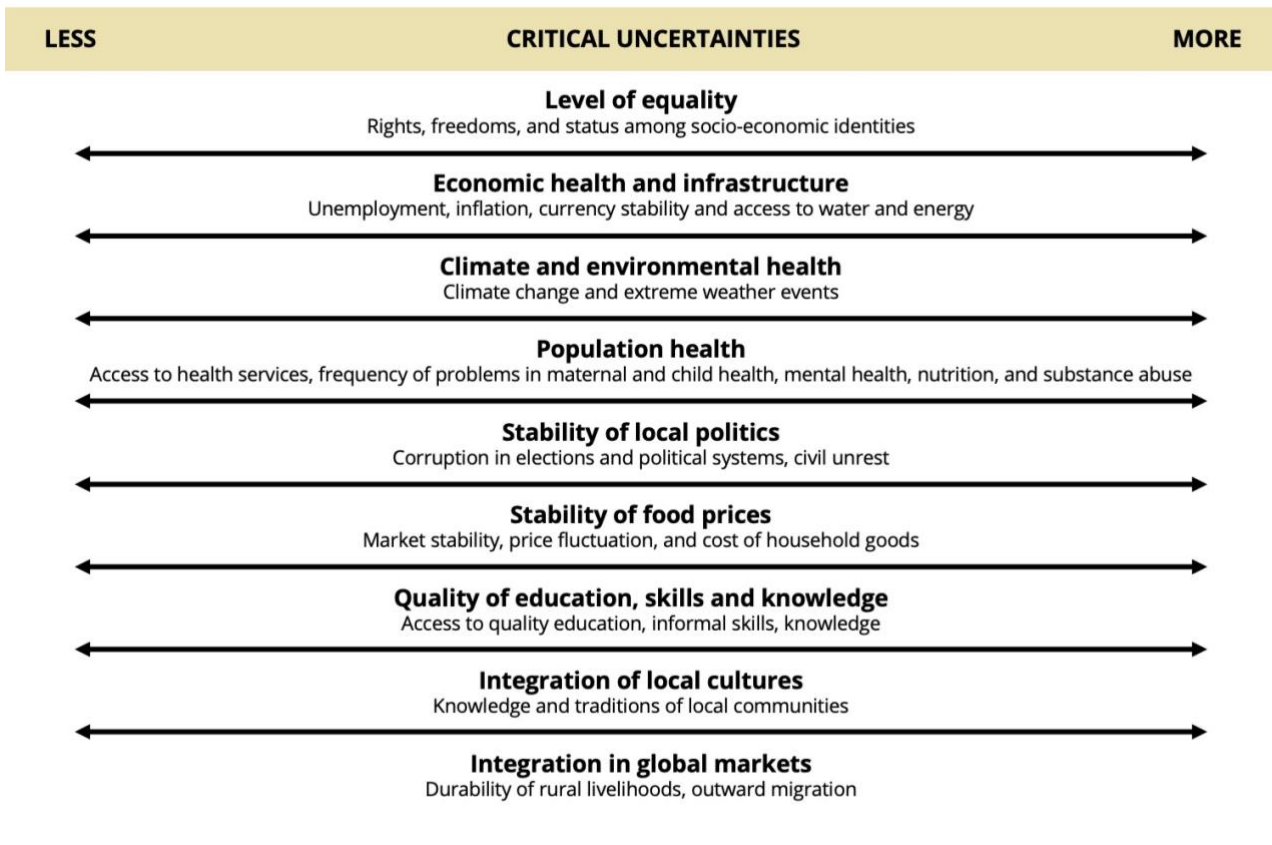 LESS CRITICAL UNCERTAINTIES MORE
Level of equality
Rights, freedoms, and status among socio-economic identities
Economic health and infrastructure
Unemployment, inflation, currency stability and access to water and energy
Climate and environmental health
Climate change and extreme weather events
Population health
Access to health services, frequency of problems in maternal and child health, mental health, nutrition, and substance abuse
Stability of local politics
Corruption in elections and political systems, civil unrest
Stability of food prices
Market stability, price fluctuation, and cost of household goods
Quality of education, skills and knowledge
Access to quality education, informal skills, knowledge
Integration of local cultures
Knowledge and traditions of local communities
Integration in global markets
Durability of rural livelihoods, outward migration